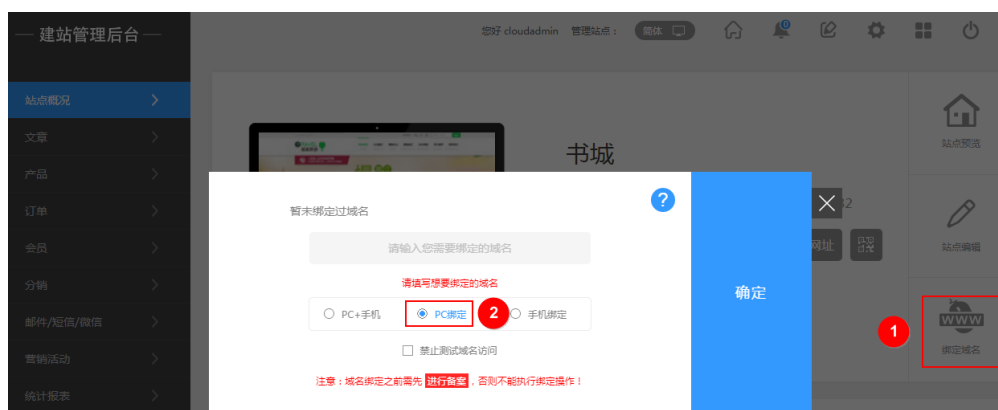 — 建站管理后台 —
您好 cloudadmin 管理站点：
简体
0
站点概况
文章
产品
订单
会员
分销
邮件/短信/微信
营销活动
统计报表
书城
站点预览
站点编辑
网址
WWW
绑定域名
1
暂未绑定过域名
?
请输入您需要绑定的域名
请填写想要绑定的域名
PC+手机
PC绑定
2
手机绑定
禁止测试域名访问
注意：域名绑定之前需先 进行备案，否则不能执行绑定操作！
确定